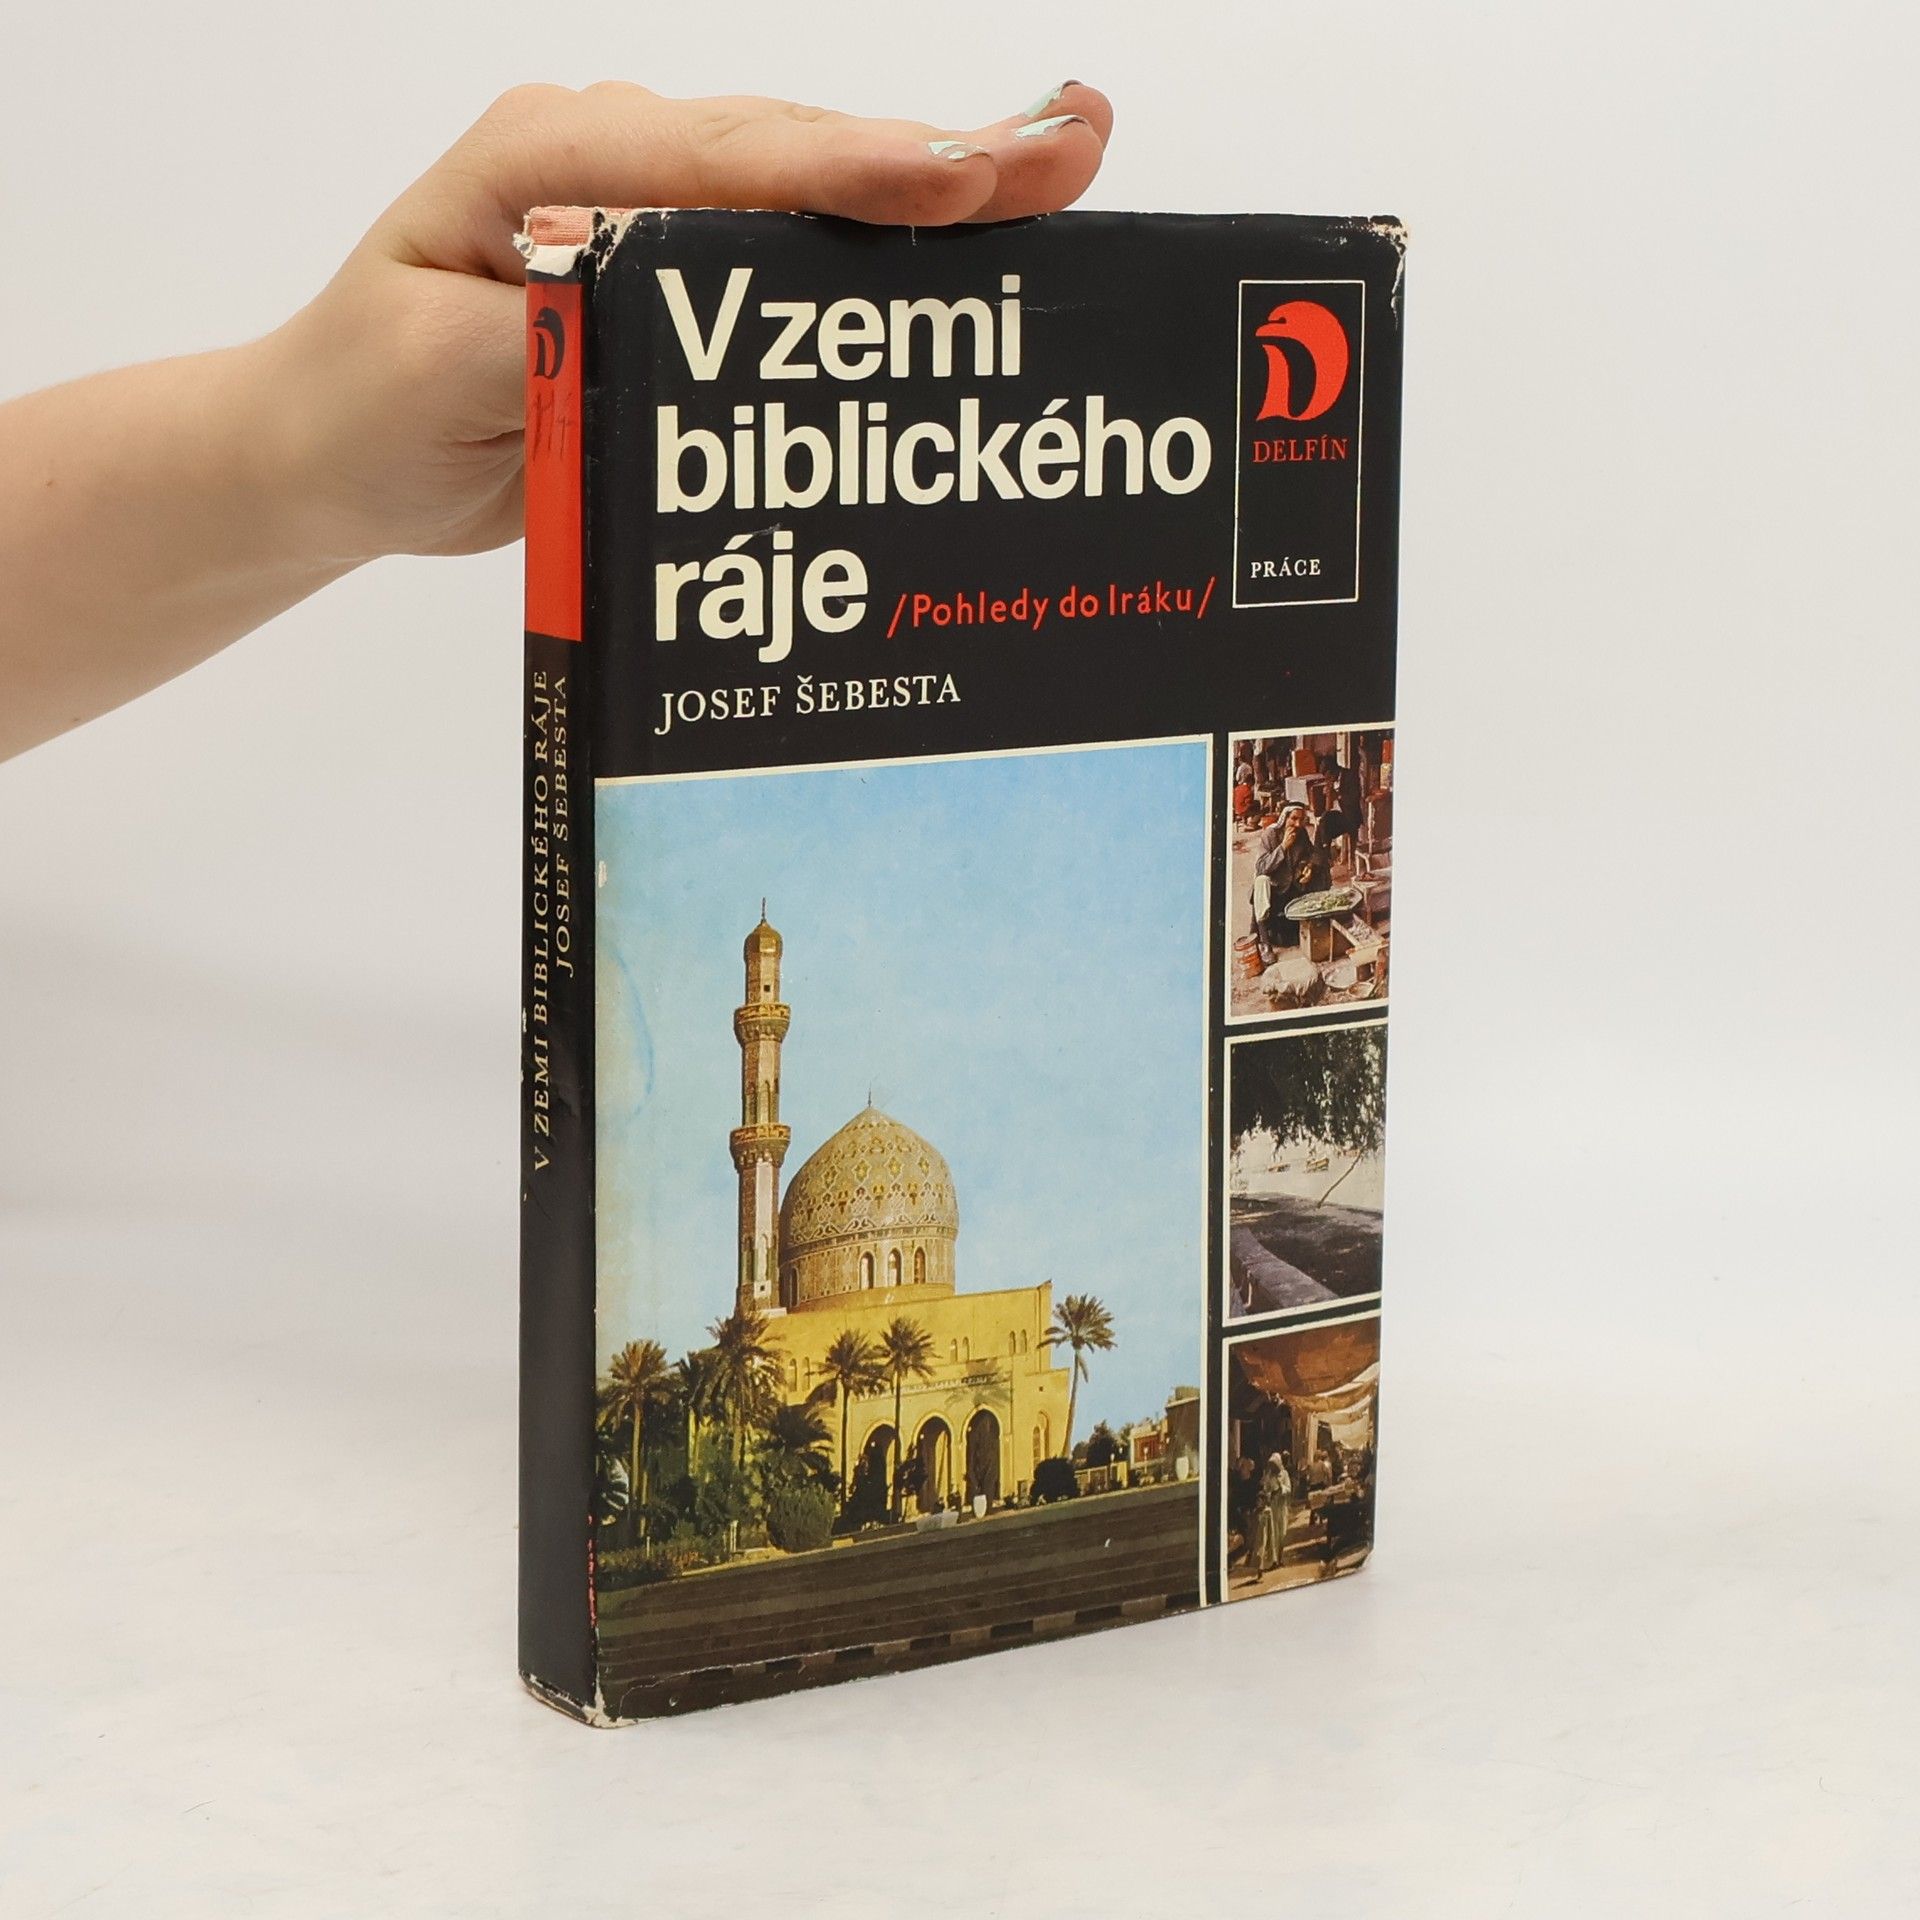 V zemi
biblického
ráje
/Pohledy do Iráku/
JOSEF ŠEBESTA
DELFÍN
PRÁCE
V ZEMI BIBLICKÉHO RÁJE
JOSEF ŠEBESTA